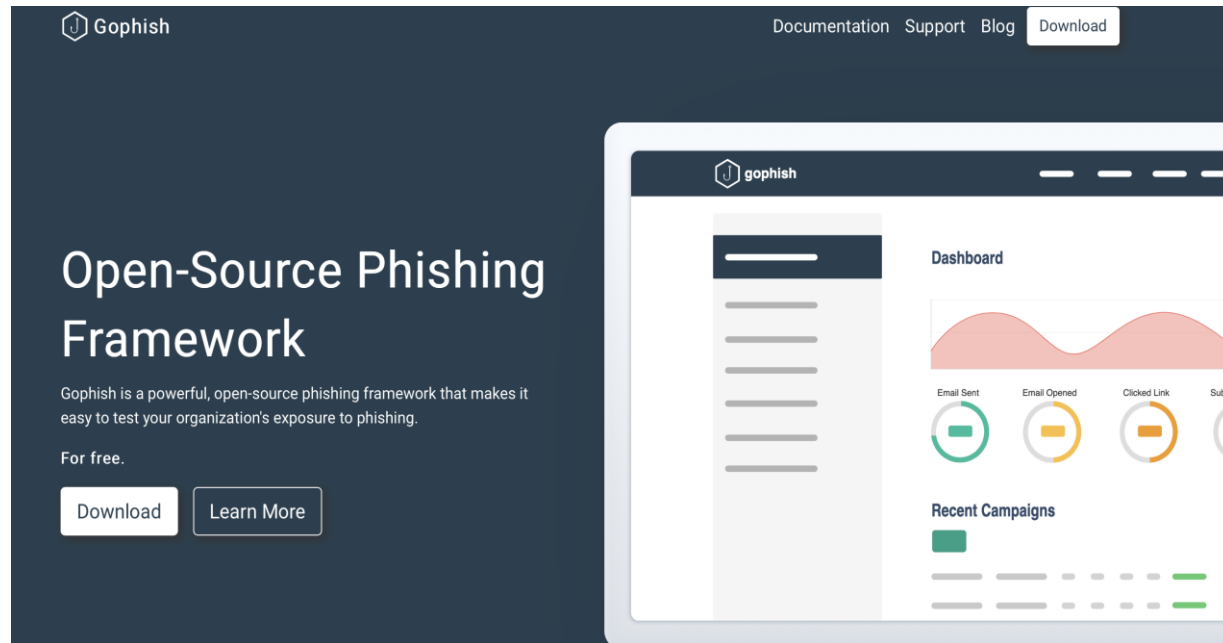 Gophish
Documentation Support Blog Download
gophish
Open-Source Phishing
Framework
Gophish is a powerful, open-source phishing framework that makes it
easy to test your organization's exposure to phishing.
For free.
Download Learn More
Dashboard
Email Sent Email Opened Clicked Link Sub
Recent Campaigns